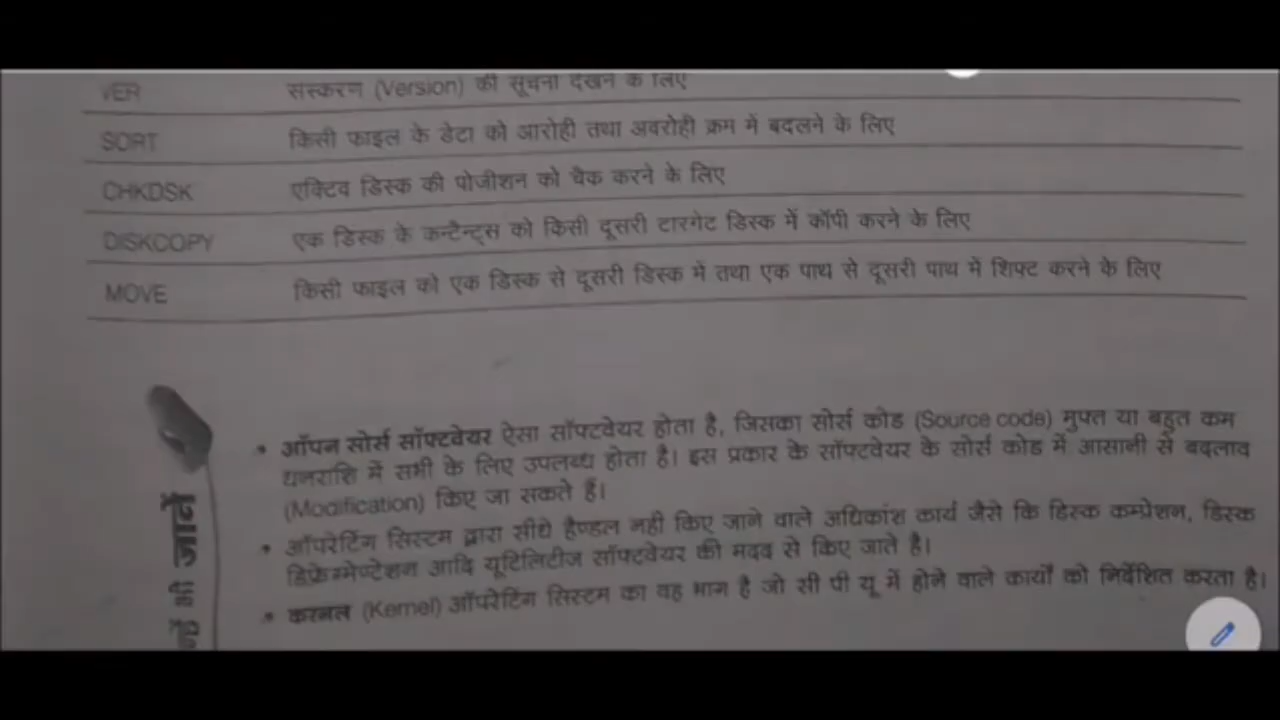 VER संस्करण (Version) की सूचना देखने के लिए
SORT किसी फाइल के डेटा को आरोही तथा अवरोही क्रम में बदलने के लिए
CHKDSK एक्टिव डिस्क की पोजीशन को चैक करने के लिए
DISKCOPY एक डिस्क के कन्टैन्ट्स को किसी दूसरी टारगेट डिस्क में कॉपी करने के लिए
MOVE किसी फाइल को एक डिस्क से दूसरी डिस्क में तथा एक पाथ से दूसरी पाथ में शिफ्ट करने के लिए
• ऑपन सोर्स सॉफ्टवेयर ऐसा सॉफ्टवेयर होता है, जिसका सोर्स कोड (Source code) मुफ्त या बहुत कम
धनराशि में सभी के लिए उपलब्ध होता है। इस प्रकार के सॉफ्टवेयर के सोर्स कोड में आसानी से बदलाव
(Modification) किए जा सकते हैं।
• ऑपरेटिंग सिस्टम द्वारा सीधे हैण्डल नही किए जाने वाले अधिकांश कार्य जैसे कि डिस्क कम्प्रेशन, डिस्क
डिफ्रेग्मेण्टेशन आदि यूटिलिटीज सॉफ्टवेयर की मदद से किए जाते है।
• करनल (Kernel) ऑपरेटिंग सिस्टम का वह भाग है जो सी पी यू में होने वाले कार्यों को निर्देशित करता है।
भी जानें